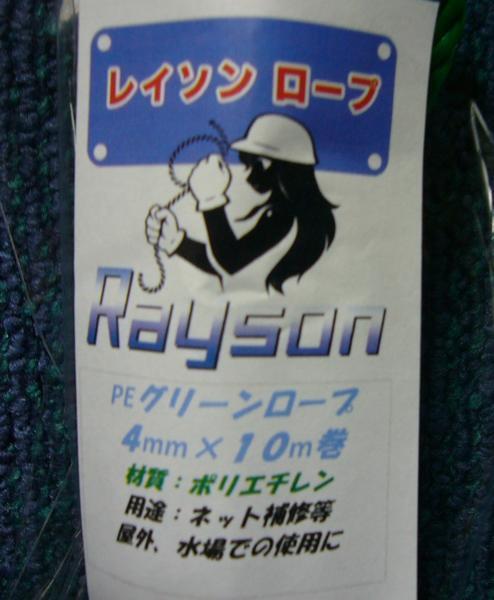 レイソン ロープ
Rayson
PEグリーンロープ
4mm×10m巻
材質：ポリエチレン
用途：ネット補修等
屋外、水場での使用に